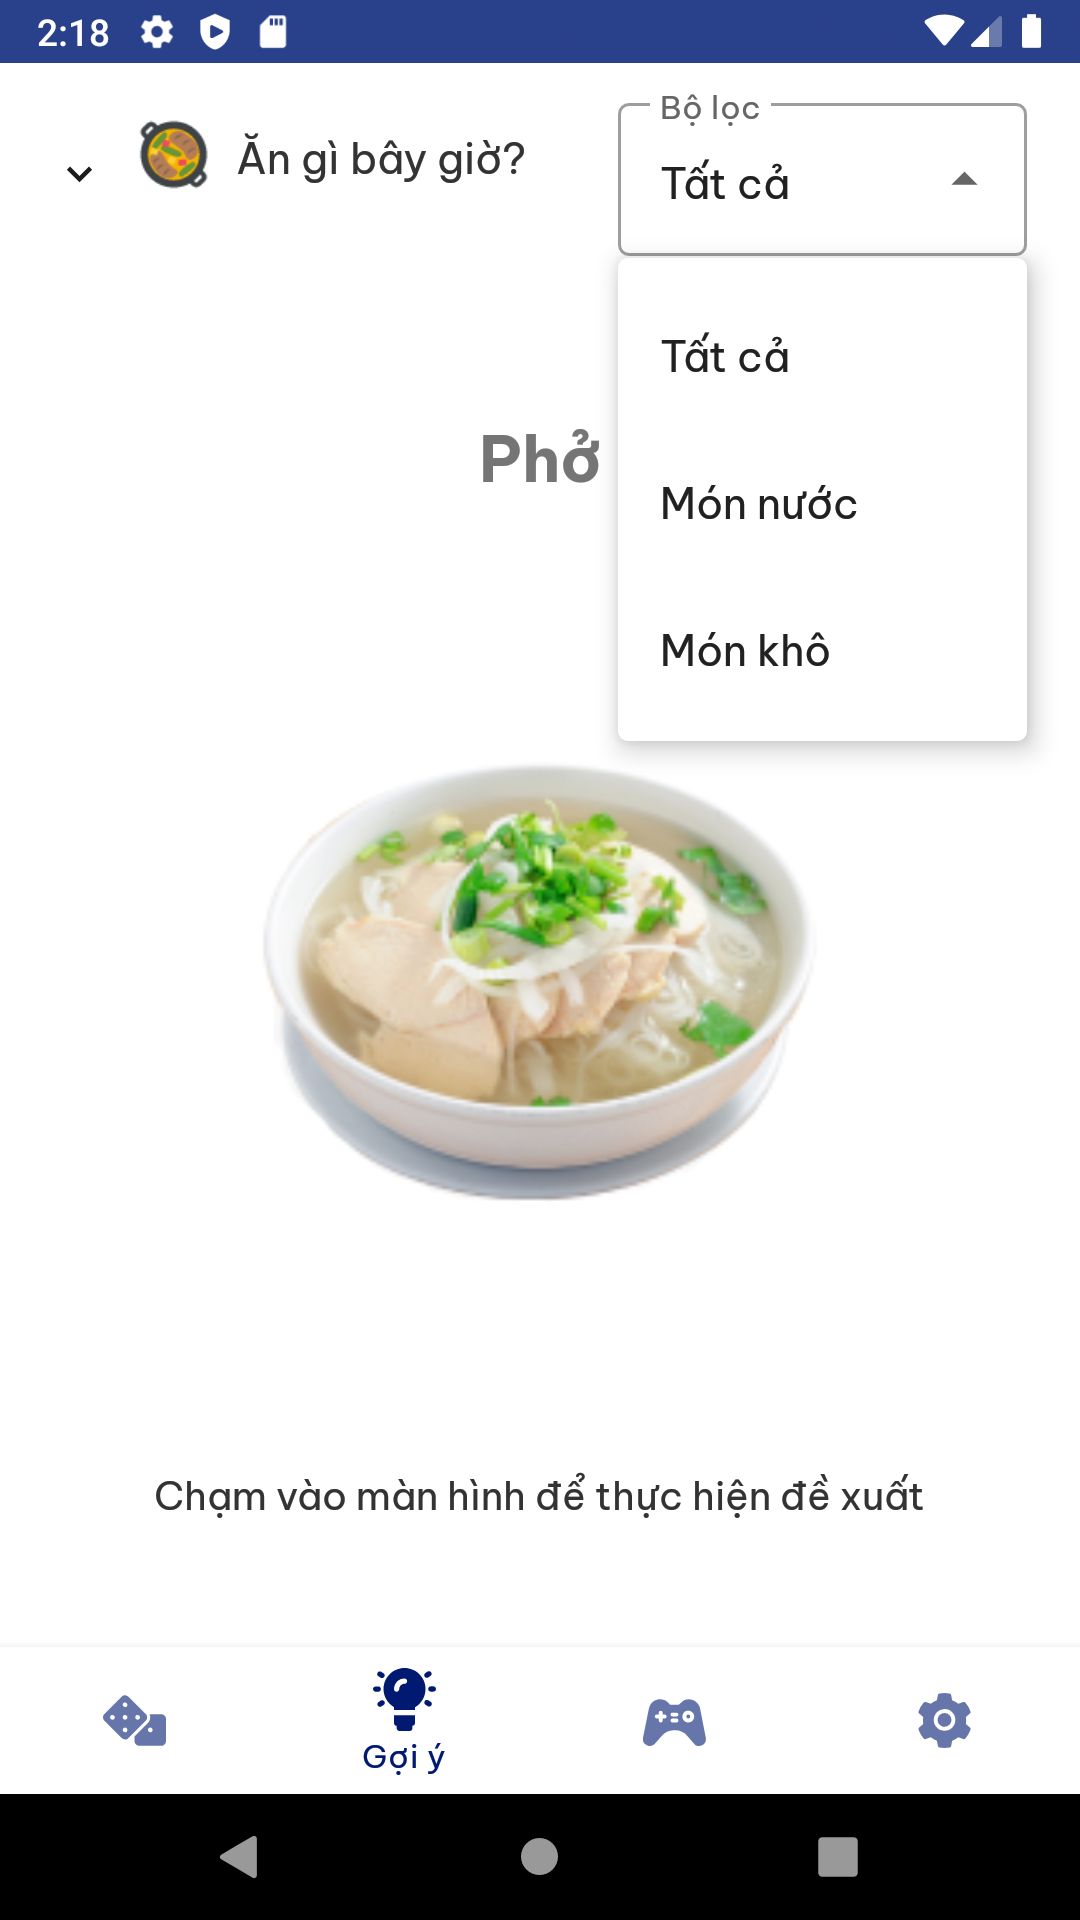 2:18
Bộ lọc
Ăn gì bây giờ?
Tất cả
Tất cả
Phở
Món nước
Món khô
Chạm vào màn hình để thực hiện đề xuất
Gợi ý